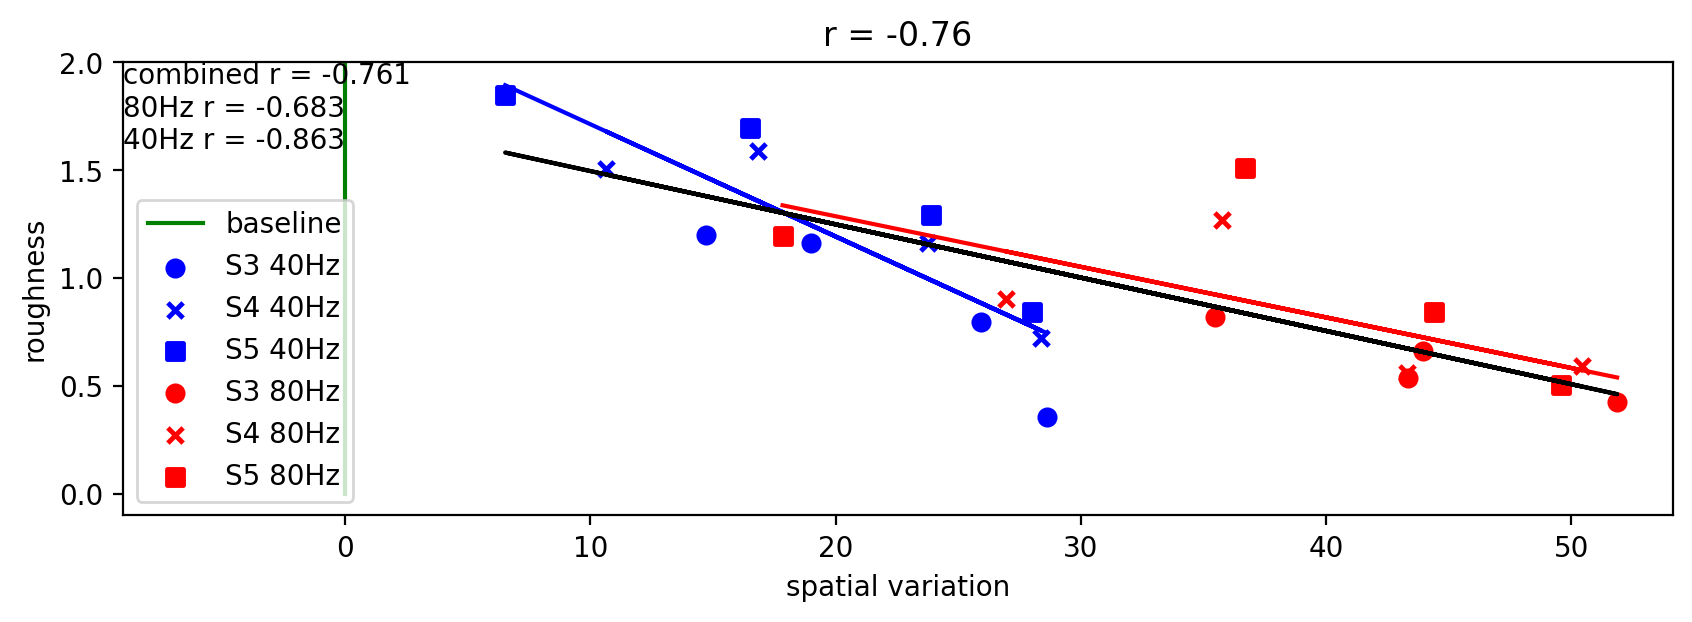 r = -0.76
combined r = -0.761
80Hz r = -0.683
40Hz r = -0.863
2.0
1.5
1.0
0.5
0.0
roughness
baseline
S3 40Hz
S4 40Hz
S5 40Hz
S3 80Hz
S4 80Hz
S5 80Hz
0 10 20 30 40 50
spatial variation